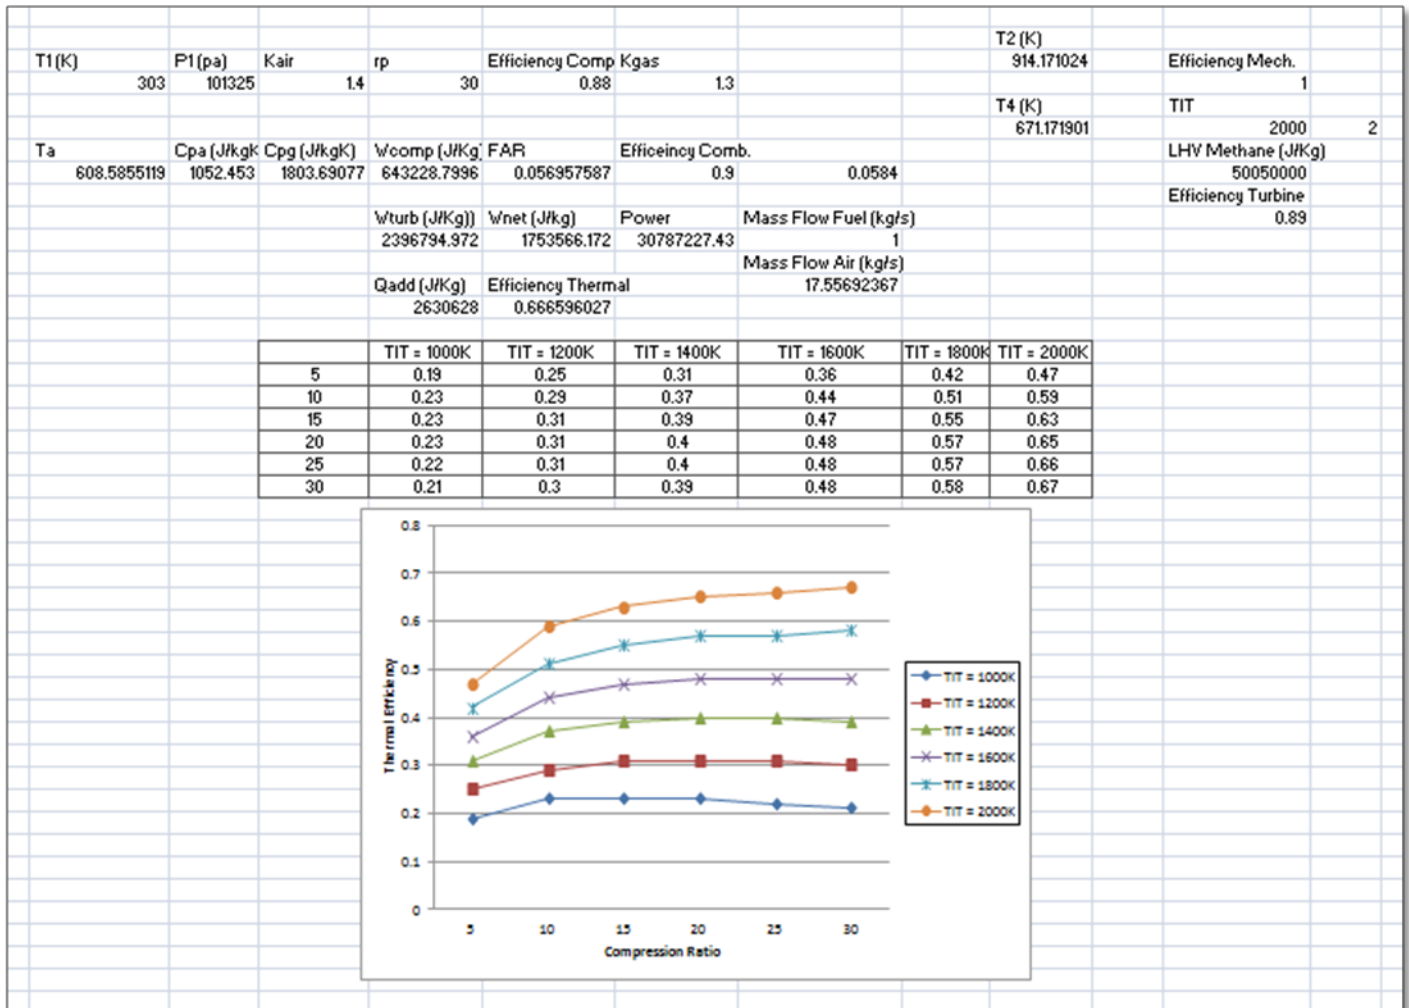 T2 (K)
T1(K) P1(pa) Kair rp Efficiency Comp Kgas 914.171024 Efficiency Mech.
303 101325 1.4 30 0.88 1.3 1
T4 (K) TIT
671.171901 2000 2
Ta Cpa (J/kgK Cpg (J/kgK) Wcomp (J/Kg) FAR Efficeincy Comb. LHV Methane (J/Kg)
608.5855119 1052.453 1803.69077 643228.7996 0.056957587 0.9 0.0584 50050000
Efficiency Turbine
Wturb (J/Kg)) Wnet (J/kg) Power Mass Flow Fuel (kg/s) 0.89
2396794.972 1753566.172 30787227.43 1
Mass Flow Air (kg/s)
Qadd (J/Kg) Efficiency Thermal 17.55692367
2630628 0.666596027
TIT = 1000K TIT = 1200K TIT = 1400K TIT = 1600K TIT = 1800K TIT = 2000K
5 0.19 0.25 0.31 0.36 0.42 0.47
10 0.23 0.29 0.37 0.44 0.51 0.59
15 0.23 0.31 0.39 0.47 0.55 0.63
20 0.23 0.31 0.4 0.48 0.57 0.65
25 0.22 0.31 0.4 0.48 0.57 0.66
30 0.21 0.3 0.39 0.48 0.58 0.67
0.8
0.7
0.6
0.5
0.4
0.3
0.2
0.1
0
Thermal Efficiency
5 10 15 20 25 30
Compression Ratio
TIT = 1000K
TIT = 1200K
TIT = 1400K
TIT = 1600K
TIT = 1800K
TIT = 2000K